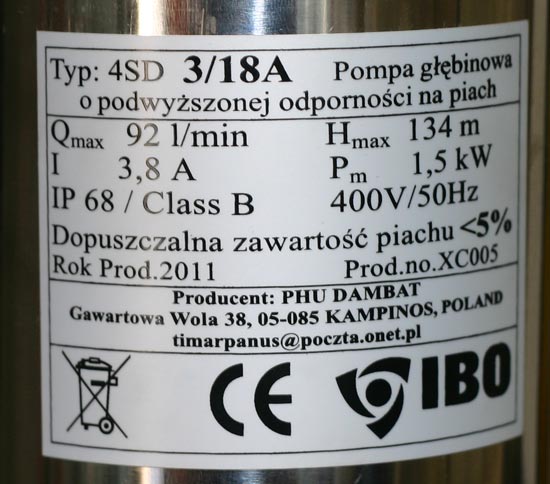 Typ: 4SD 3/18A Pompa głębinowa
o podwyższonej odporności na piach
Qmax 92 l/min Hmax 134 m
I 3,8 A Pm 1,5 kW
IP 68 / Class B 400V/50Hz
Dopuszczalna zawartość piachu <5%
Rok Prod.2011 Prod.no.XC005
Producent: PHU DAMBAT
Gawartowa Wola 38, 05-085 KAMPINOS, POLAND
timarpanus@poczta.onet.pl
CE IBO